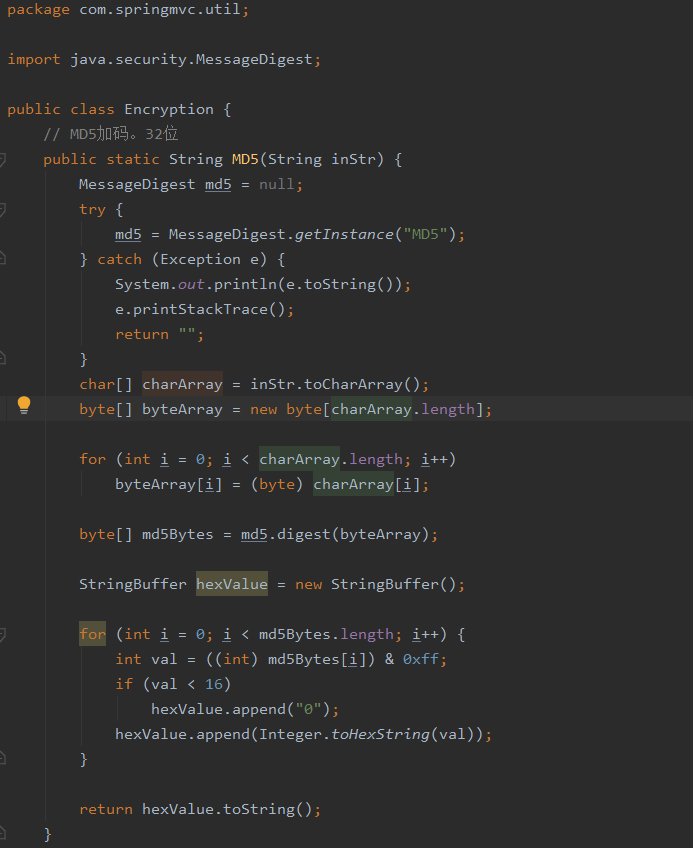 package com.springmvc.util;
import java.security.MessageDigest;
public class Encryption {
// MD5加码。32位
public static String MD5(String inStr) {
MessageDigest md5 = null;
try {
md5 = MessageDigest.getInstance("MD5");
} catch (Exception e) {
System.out.println(e.toString());
e.printStackTrace();
return "";
}
char[] charArray = inStr.toCharArray();
byte[] byteArray = new byte[charArray.length];
for (int i = 0; i < charArray.length; i++)
byteArray[i] = (byte) charArray[i];
byte[] md5Bytes = md5.digest(byteArray);
StringBuffer hexValue = new StringBuffer();
for (int i = 0; i < md5Bytes.length; i++) {
int val = ((int) md5Bytes[i]) & 0xff;
if (val < 16)
hexValue.append("0");
hexValue.append(Integer.toHexString(val));
}
return hexValue.toString();
}